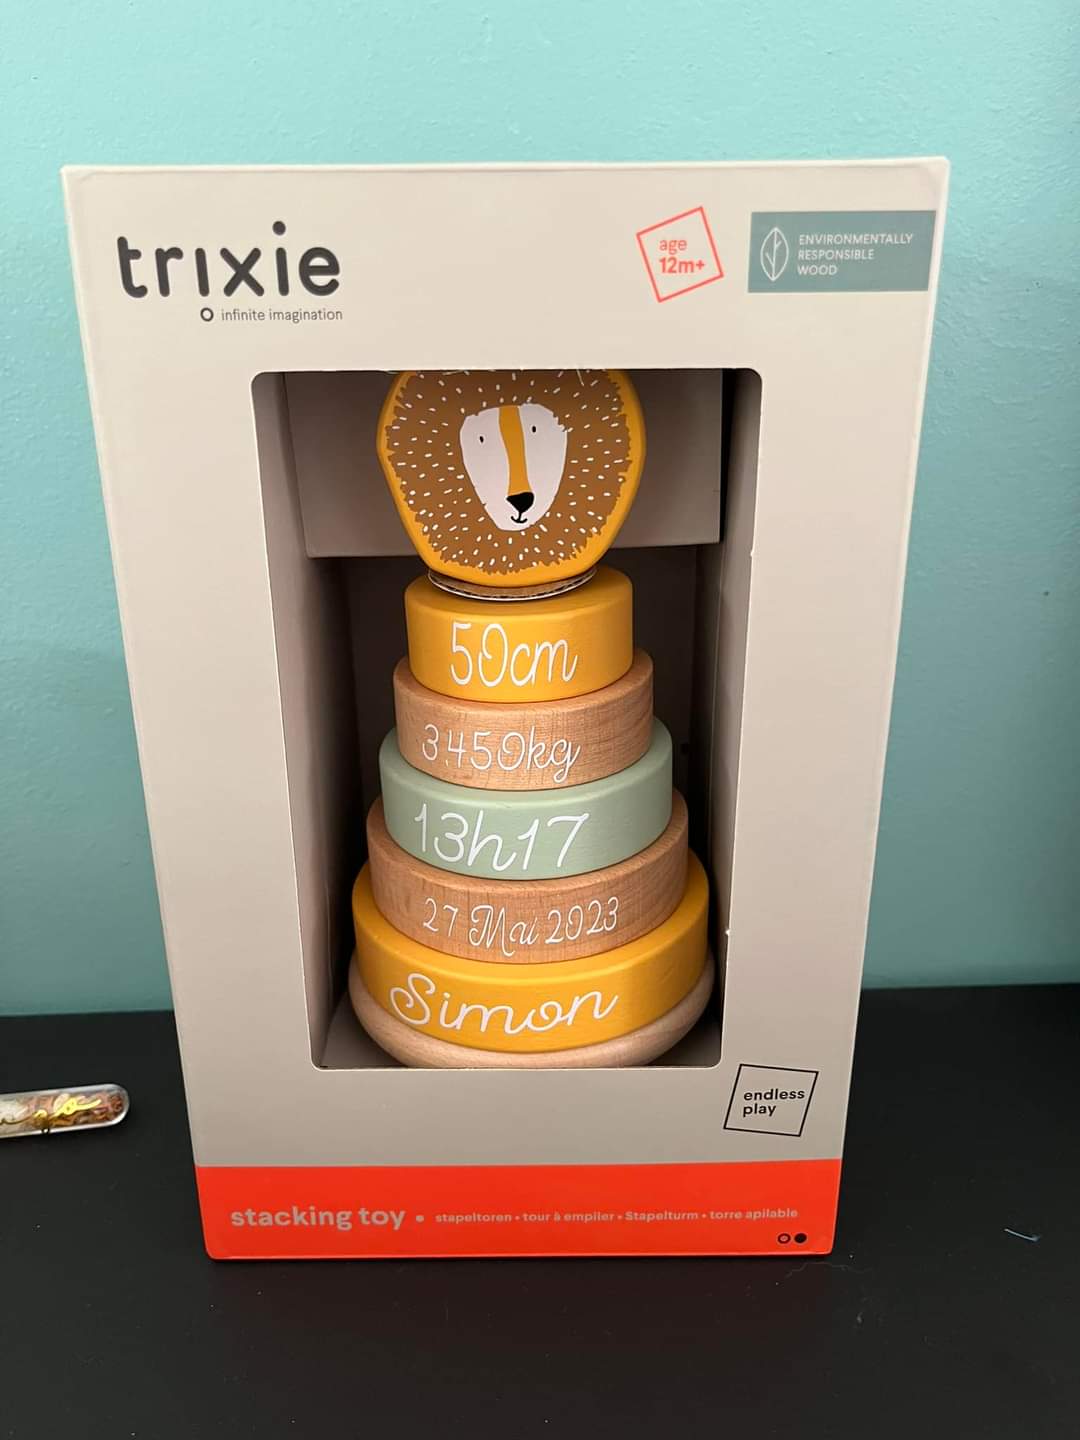 trixie
infinite imagination
age
12m+
ENVIRONMENTALLY
RESPONSIBLE
WOOD
50cm
3.450kg
13h17
27 Mai 2023
Simon
endless
play
stacking toy • stapeltoren • tour à empiler • Stapelturm • torre apilable